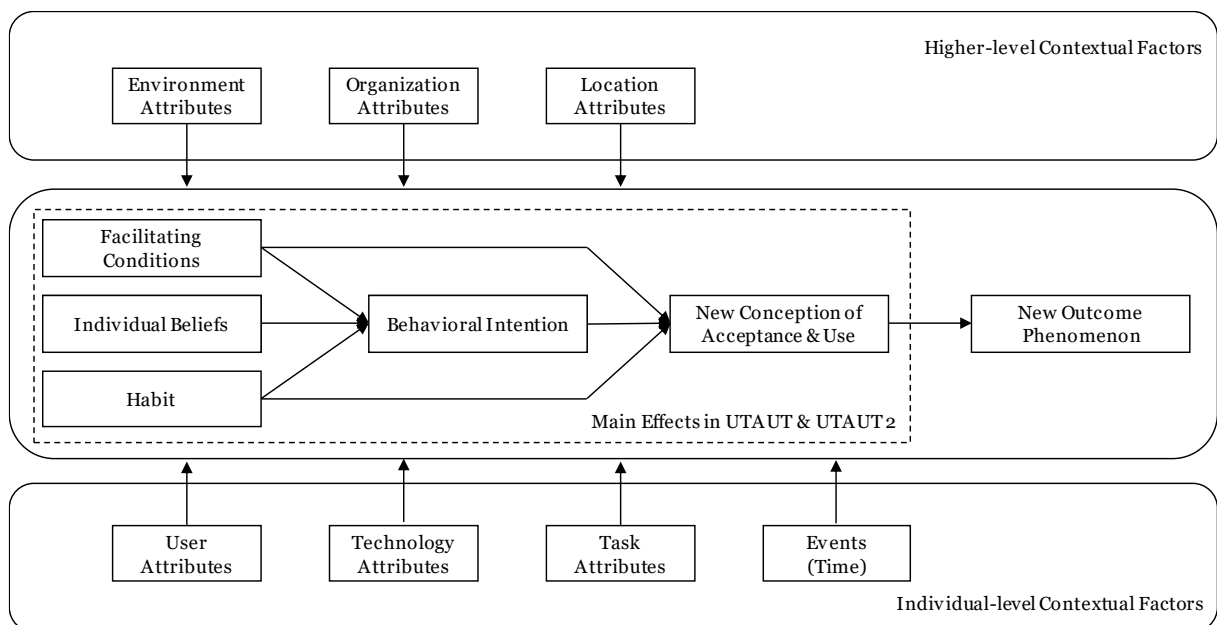 Higher-level Contextual Factors
Environment
Attributes
Organization
Attributes
Location
Attributes
Facilitating
Conditions
Individual Beliefs
Habit
Behavioral Intention
New Conception of
Acceptance & Use
New Outcome
Phenomenon
Main Effects in UTAUT & UTAUT 2
User
Attributes
Technology
Attributes
Task
Attributes
Events
(Time)
Individual-level Contextual Factors